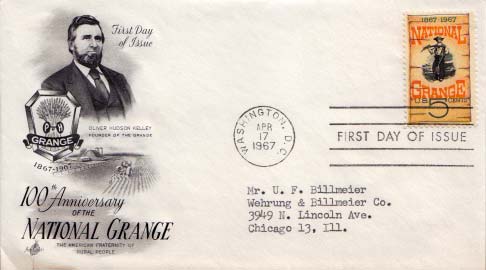 First Day
of Issue
OLIVER HUDSON KELLEY
FOUNDER OF THE GRANGE
GRANGE
1867-1967
100th Anniversary
OF THE
NATIONAL GRANGE
THE AMERICAN FRATERNITY OF
RURAL PEOPLE
ArtCraft
WASHINGTON, D.C.
APR
17
1967
1867-1967
NATIONAL
GRANGE
U.S. 5 CENTS
FIRST DAY OF ISSUE
Mr. U. F. Billmeier
Wehrung & Billmeier Co.
3949 N. Lincoln Ave.
Chicago 13, Ill.